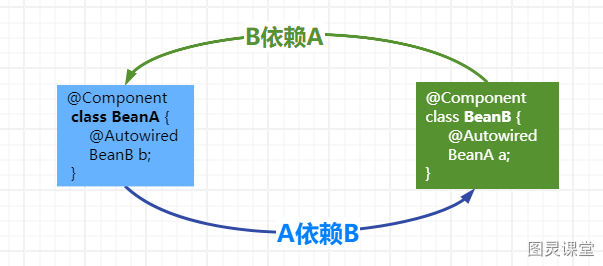 B依赖A
@Component
class BeanA {
@Autowired
BeanB b;
}
@Component
class BeanB {
@Autowired
BeanA a;
}
A依赖B
图灵课堂